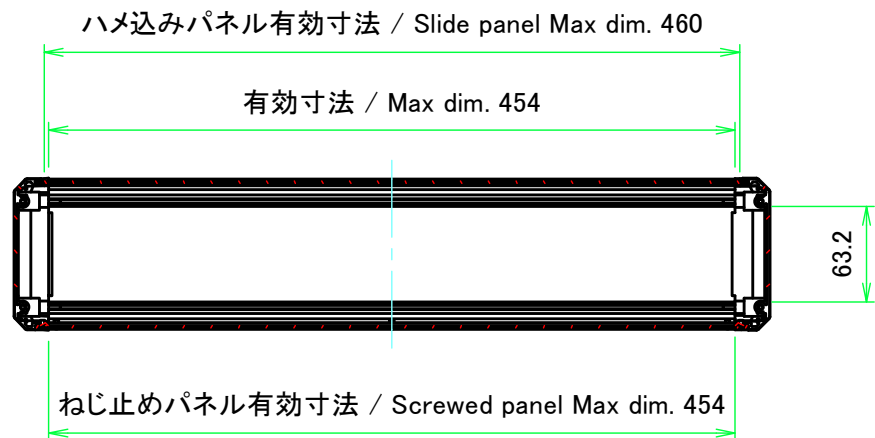 ハメ込みパネル有効寸法 / Slide panel Max dim. 460
有効寸法 / Max dim. 454
63.2
ねじ止めパネル有効寸法 / Screwed panel Max dim. 454